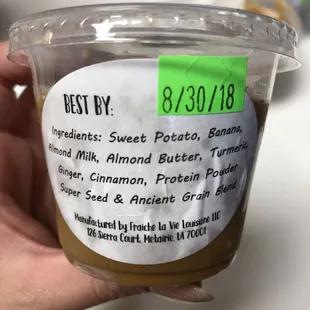 BEST BY: 8/30/18
Ingredients: Sweet Potato, Banana,
Almond Milk, Almond Butter, Turmeric,
Ginger, Cinnamon, Protein Powder
Super Seed & Ancient Grain Blend
Manufactured by Fraiche La Vie Louisiane LLC
126 Sierra Court, Metairie, LA 70001